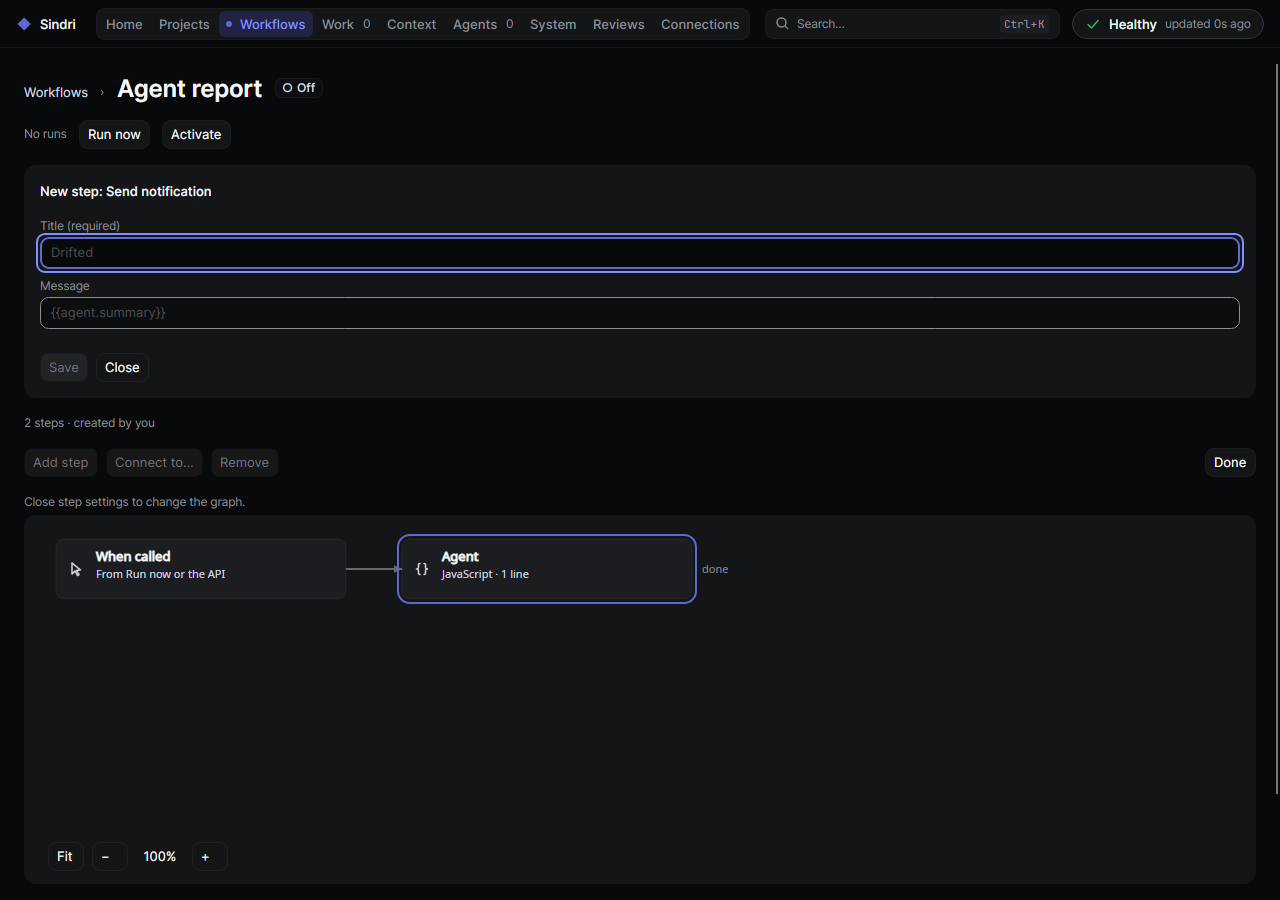 Sindri
Home Projects Workflows Work 0 Context Agents 0 System Reviews Connections
Search... Ctrl+K
Healthy updated 0s ago
Workflows › Agent report Off
No runs Run now Activate
New step: Send notification
Title (required)
Drifted
Message
{{agent.summary}}
Save Close
2 steps · created by you
Add step Connect to... Remove Done
Close step settings to change the graph.
When called
From Run now or the API
{} Agent
JavaScript · 1 line
done
Fit − 100% +